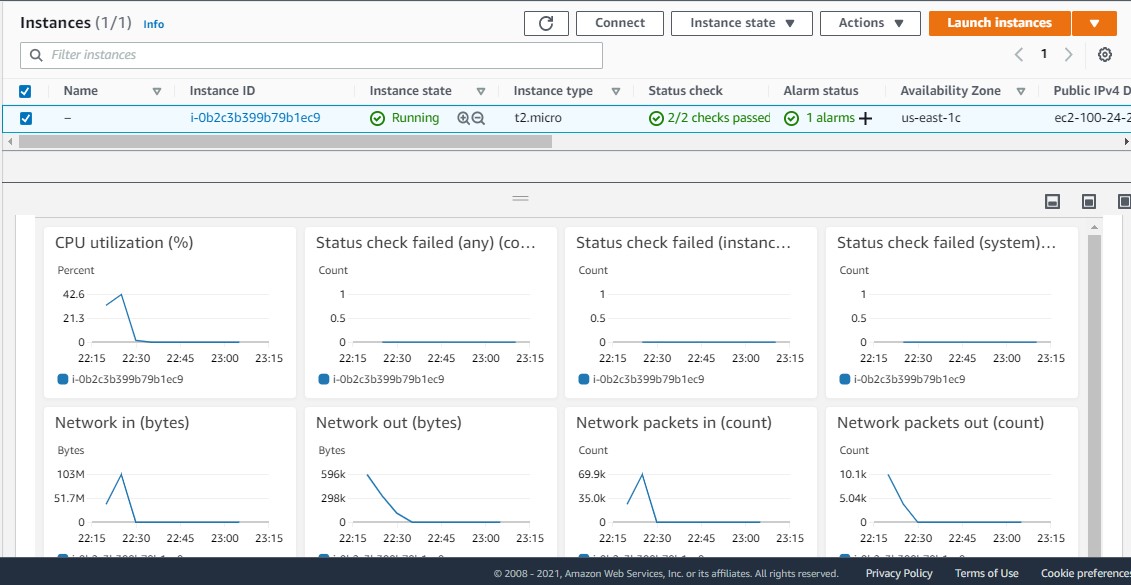 Instances (1/1) Info Connect Instance state Actions Launch instances
Filter instances 1
Name Instance ID Instance state Instance type Status check Alarm status Availability Zone Public IPv4 D
– i-0b2c3b399b79b1ec9 Running t2.micro 2/2 checks passed 1 alarms us-east-1c ec2-100-24-2
CPU utilization (%) Status check failed (any) (co... Status check failed (instanc... Status check failed (system)...
Percent Count Count Count
42.6 1 1 1
21.3 0.5 0.5 0.5
0 0 0 0
22:15 22:30 22:45 23:00 23:15 22:15 22:30 22:45 23:00 23:15 22:15 22:30 22:45 23:00 23:15 22:15 22:30 22:45 23:00 23:15
i-0b2c3b399b79b1ec9 i-0b2c3b399b79b1ec9 i-0b2c3b399b79b1ec9 i-0b2c3b399b79b1ec9
Network in (bytes) Network out (bytes) Network packets in (count) Network packets out (count)
Bytes Bytes Count Count
103M 596k 69.9k 10.1k
51.7M 298k 35.0k 5.04k
0 0 0 0
22:15 22:30 22:45 23:00 23:15 22:15 22:30 22:45 23:00 23:15 22:15 22:30 22:45 23:00 23:15 22:15 22:30 22:45 23:00 23:15
© 2008 - 2021, Amazon Web Services, Inc. or its affiliates. All rights reserved. Privacy Policy Terms of Use Cookie preferences